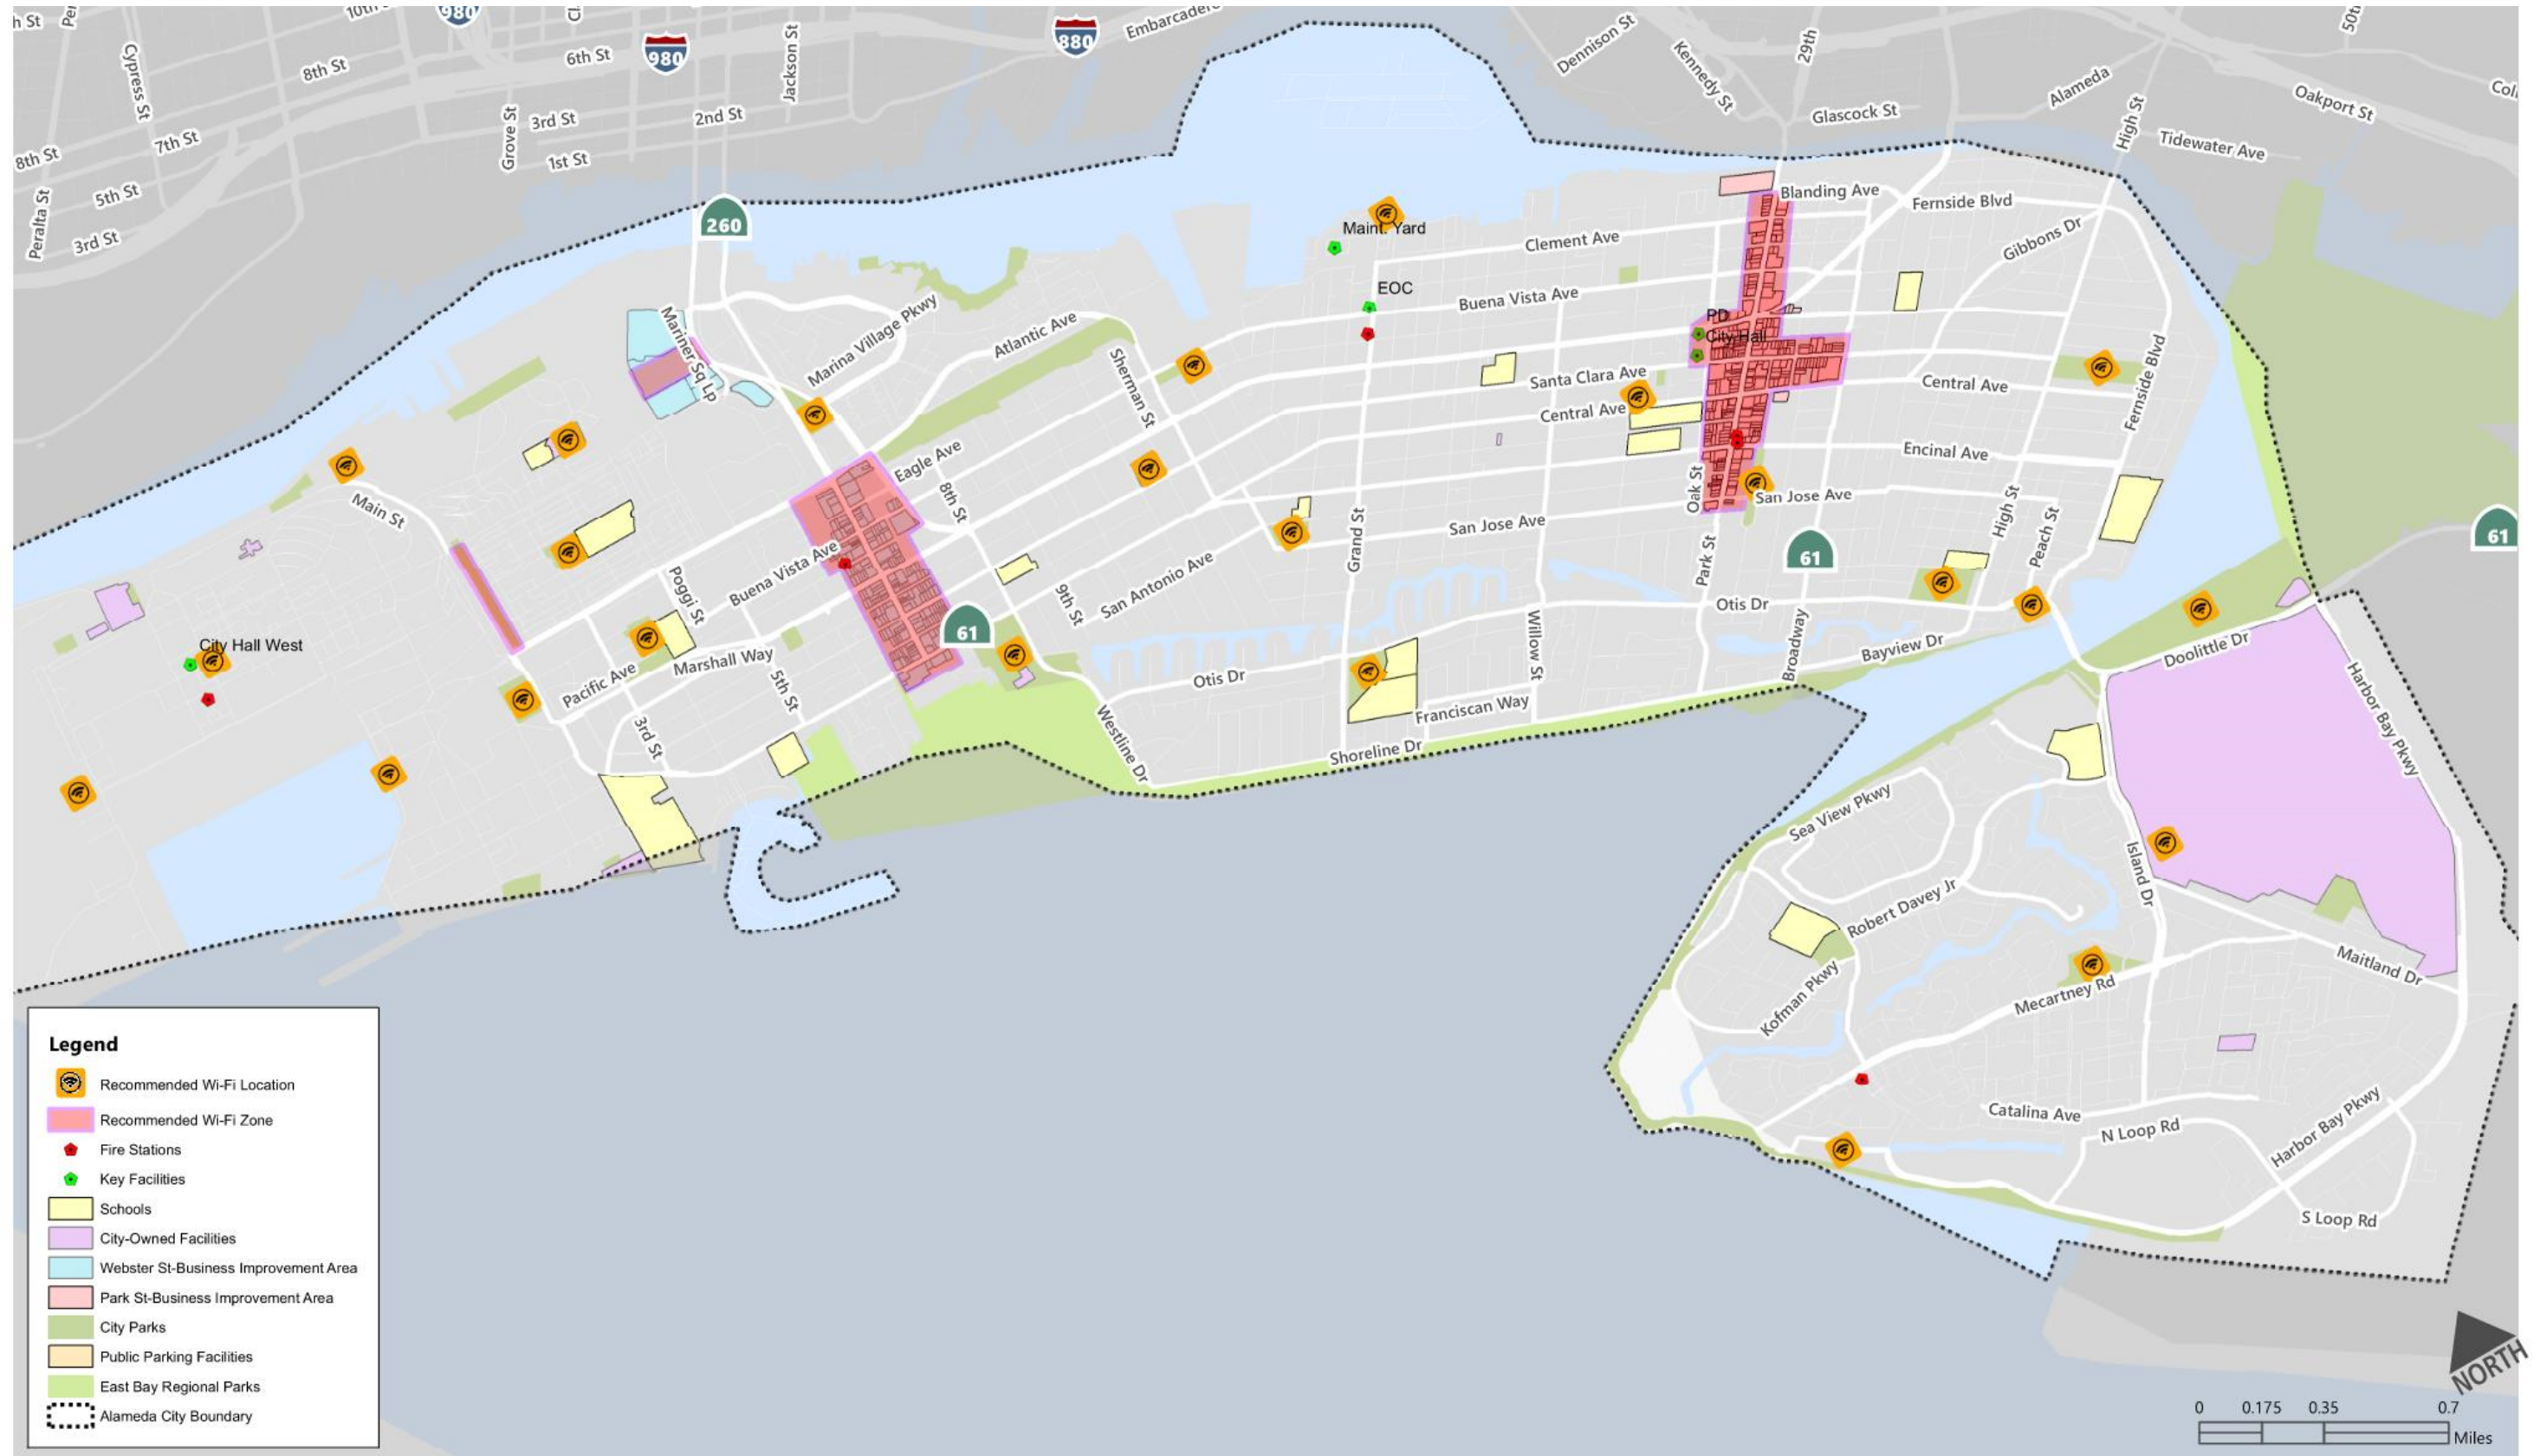 10th
980
880
Embarcadero
Dennison St
Kennedy St
29th
h St
Cypress St
8th St
6th St
980
Jackson St
Alameda
Oakport St
High St
Grove St
3rd St
2nd St
Glascock St
Tidewater Ave
7th St
8th St
1st St
5th St
Peralta St
3rd St
260
Blanding Ave
Fernside Blvd
Maint. Yard
Clement Ave
Gibbons Dr
EOC
Buena Vista Ave
Mariner Sq Lp
Marina Village Pkwy
Atlantic Ave
PD
City Hall
Sherman St
Santa Clara Ave
Central Ave
Central Ave
Fernside Blvd
Eagle Ave
Encinal Ave
8th St
Main St
Oak St
San Jose Ave
San Jose Ave
High St
Peach St
Grand St
61
61
Buena Vista Ave
Poggi St
San Antonio Ave
9th St
Park St
Otis Dr
61
City Hall West
Marshall Way
Pacific Ave
5th St
Otis Dr
Willow St
Broadway
Bayview Dr
Doolittle Dr
Harbor Bay Pkwy
3rd St
Westline Dr
Franciscan Way
Shoreline Dr
Sea View Pkwy
Island Dr
Robert Davey Jr
Kofman Pkwy
Mecartney Rd
Maitland Dr
Catalina Ave
N Loop Rd
Harbor Bay Pkwy
S Loop Rd
Legend
Recommended Wi-Fi Location
Recommended Wi-Fi Zone
Fire Stations
Key Facilities
Schools
City-Owned Facilities
Webster St-Business Improvement Area
Park St-Business Improvement Area
City Parks
Public Parking Facilities
East Bay Regional Parks
Alameda City Boundary
NORTH
0 0.175 0.35 0.7
Miles